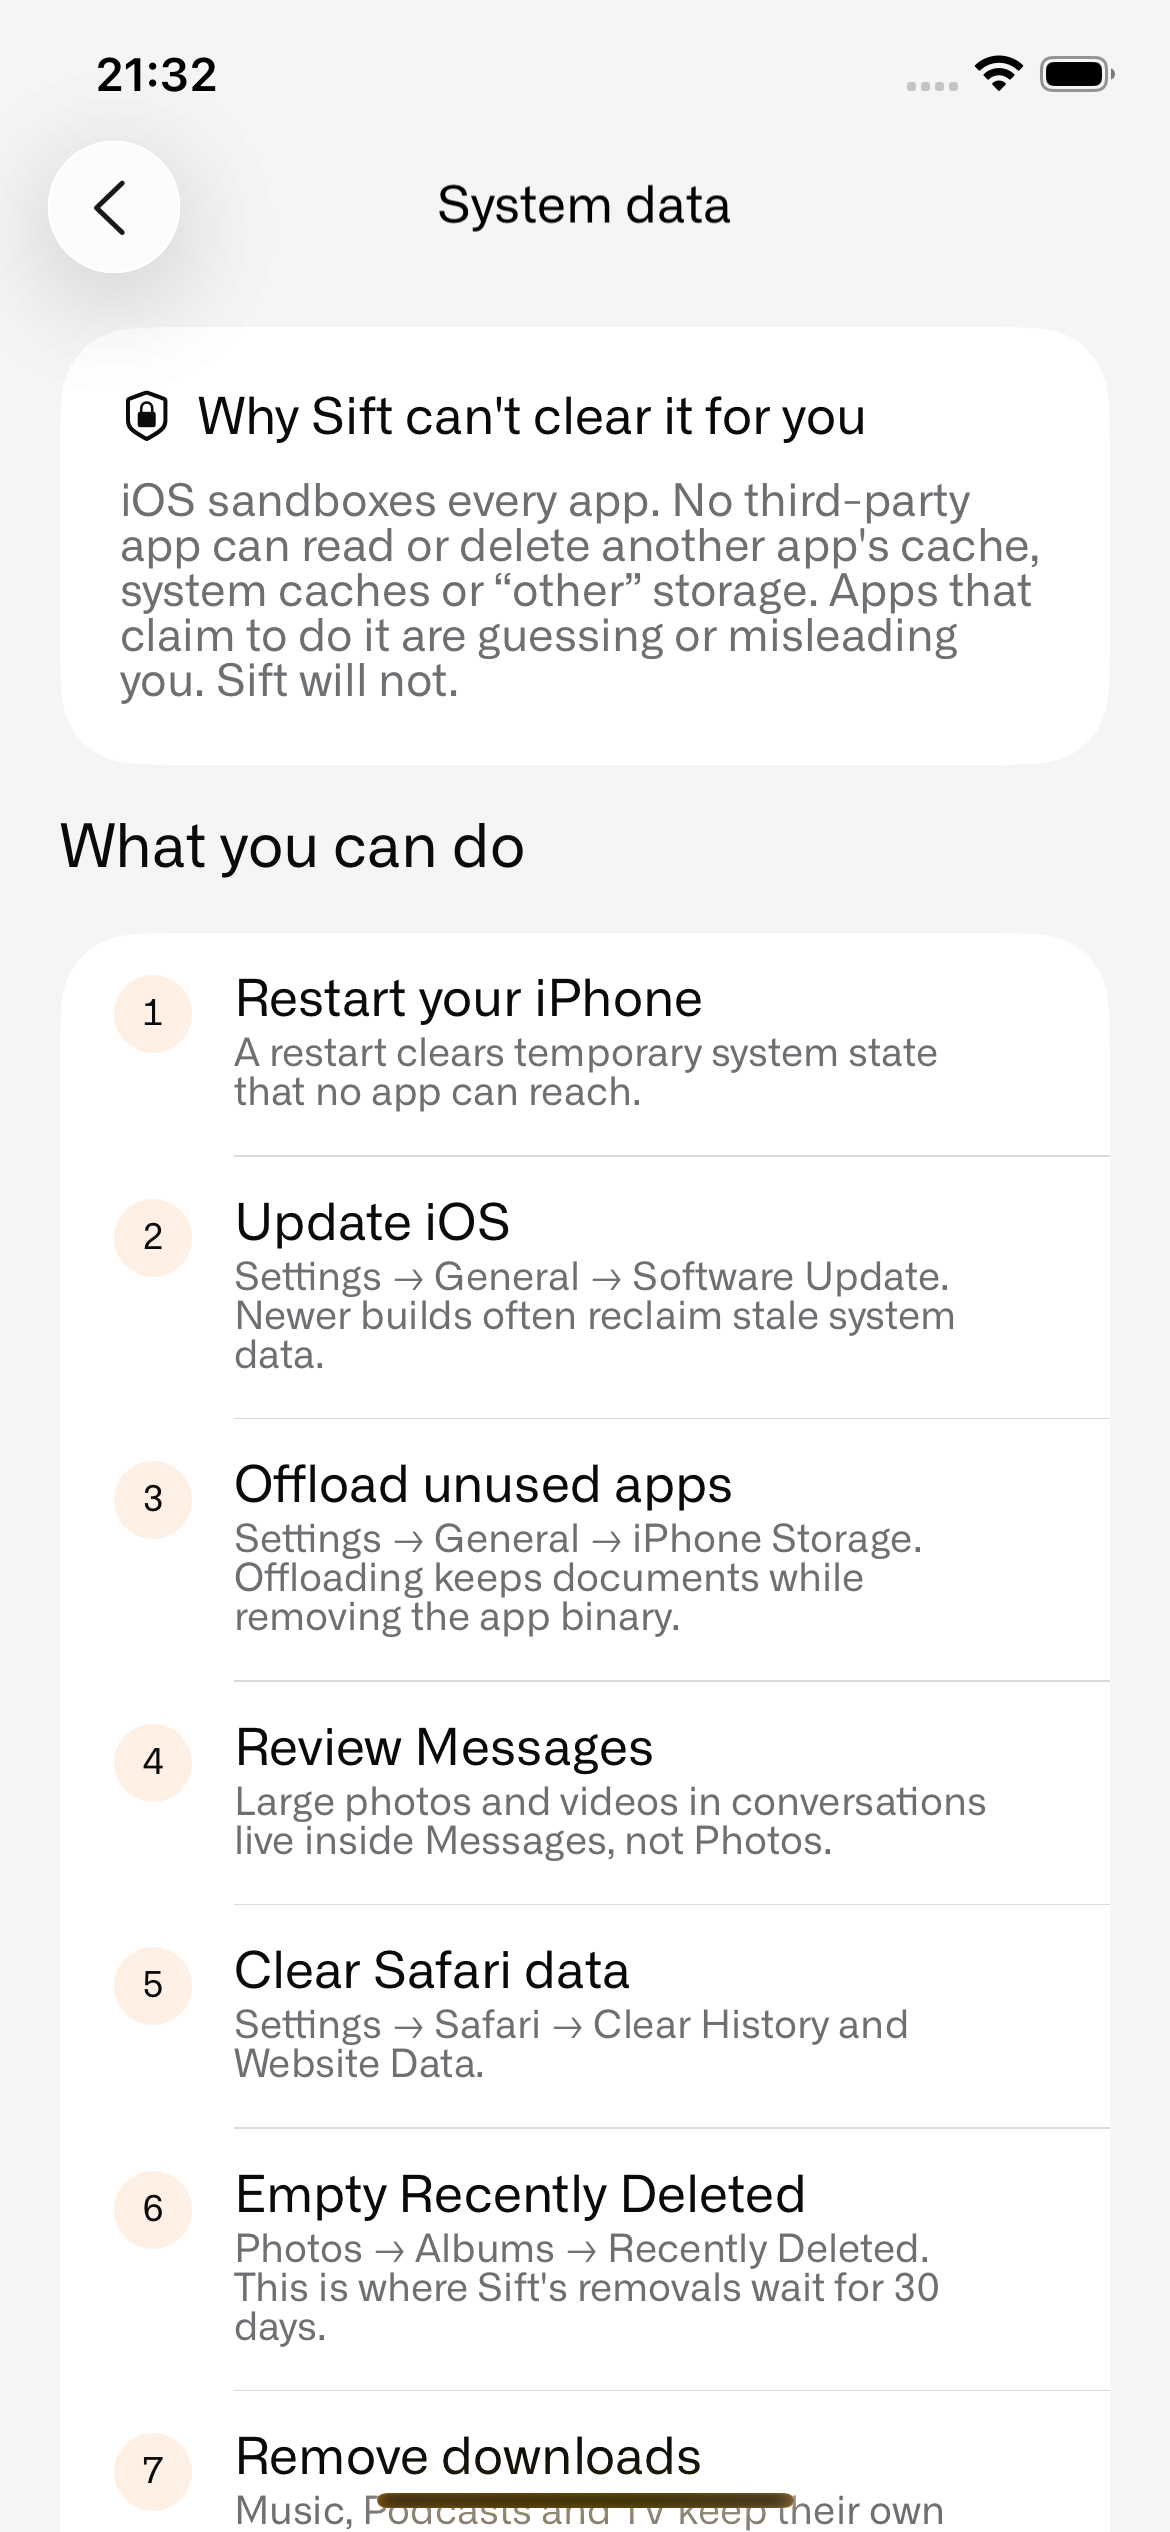 21:32
System data
Why Sift can't clear it for you
iOS sandboxes every app. No third-party
app can read or delete another app's cache,
system caches or “other” storage. Apps that
claim to do it are guessing or misleading
you. Sift will not.
What you can do
1
Restart your iPhone
A restart clears temporary system state
that no app can reach.
2
Update iOS
Settings → General → Software Update.
Newer builds often reclaim stale system
data.
3
Offload unused apps
Settings → General → iPhone Storage.
Offloading keeps documents while
removing the app binary.
4
Review Messages
Large photos and videos in conversations
live inside Messages, not Photos.
5
Clear Safari data
Settings → Safari → Clear History and
Website Data.
6
Empty Recently Deleted
Photos → Albums → Recently Deleted.
This is where Sift's removals wait for 30
days.
7
Remove downloads
Music, Podcasts and TV keep their own